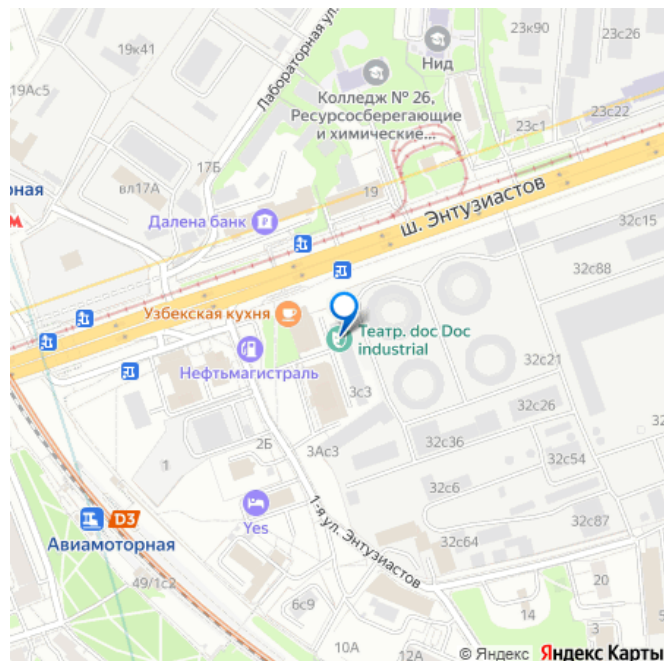 19к41
Лабораторная ул.
Нид
23к90
23с26
19Ас5
Колледж № 26,
Ресурсосберегающие
и химические...
23с22
23с1
17Б
вл17А
19
рная
Далена банк
ш. Энтузиастов
32с15
32с88
Узбекская кухня
Театр. doc Doc
industrial
Нефтьмагистраль
32с21
3с3
32с26
2Б
3Ас3
32с36
32с54
1
32с6
Yes
1-я ул. Энтузиастов
32с87
D3
32с64
Авиамоторная
49/1с2
20
6с9
14
5
10А
12А
© Яндекс Яндекс Карты